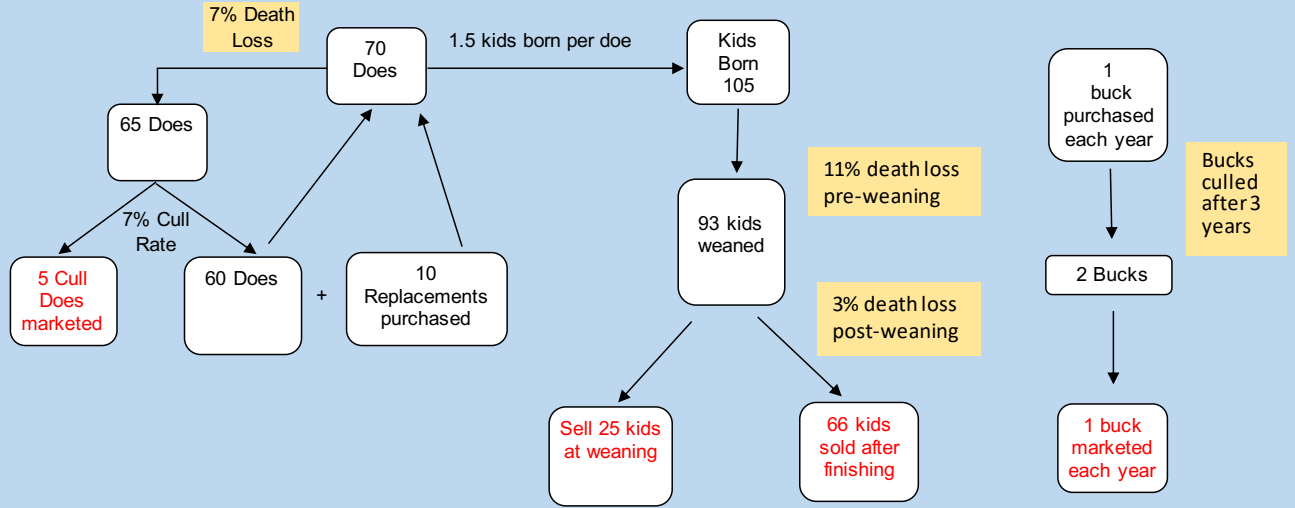 7% Death
Loss
70
Does
1.5 kids born per doe
Kids
Born
105
65 Does
7% Cull
Rate
5 Cull
Does
marketed
60 Does
+
10
Replacements
purchased
11% death loss
pre-weaning
93 kids
weaned
3% death loss
post-weaning
Sell 25 kids
at weaning
66 kids
sold after
finishing
1
buck
purchased
each year
Bucks
culled
after 3
years
2 Bucks
1 buck
marketed
each year